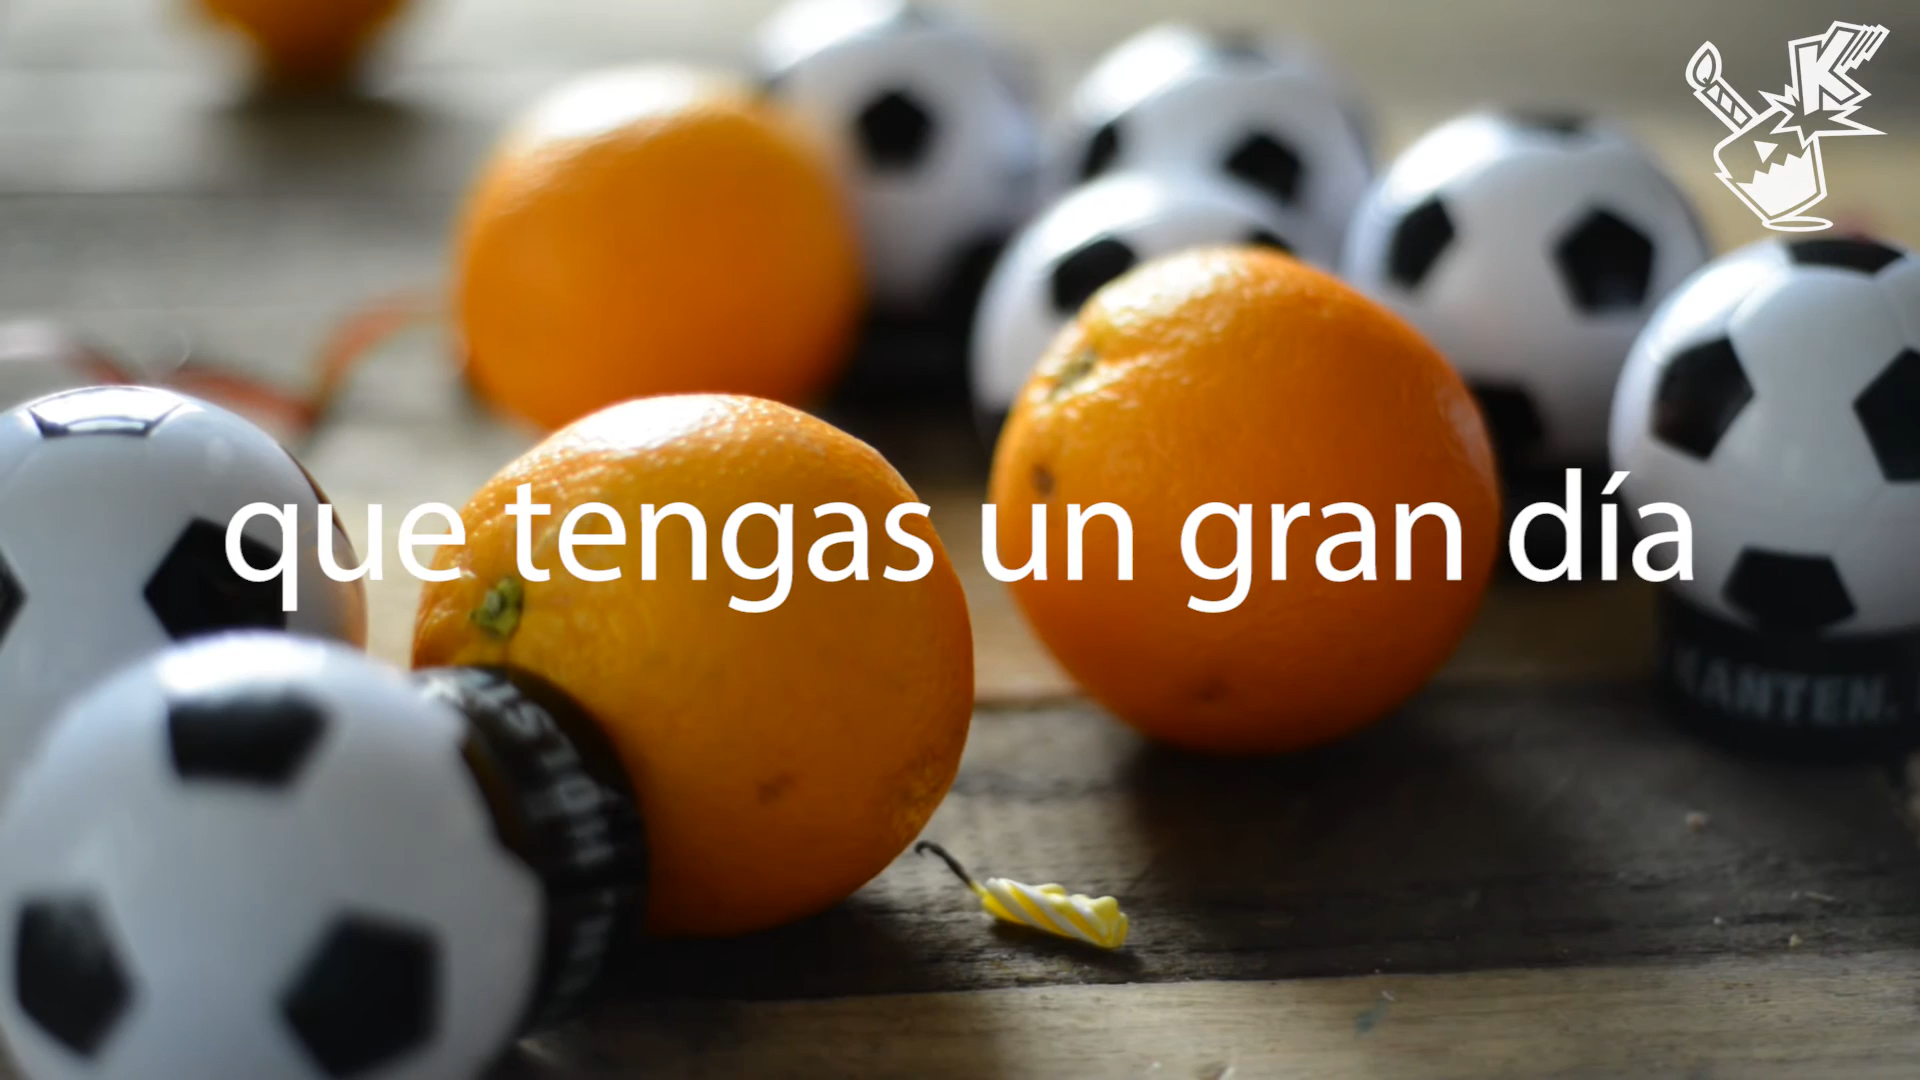 K
que tengas un gran día
KANTEN.